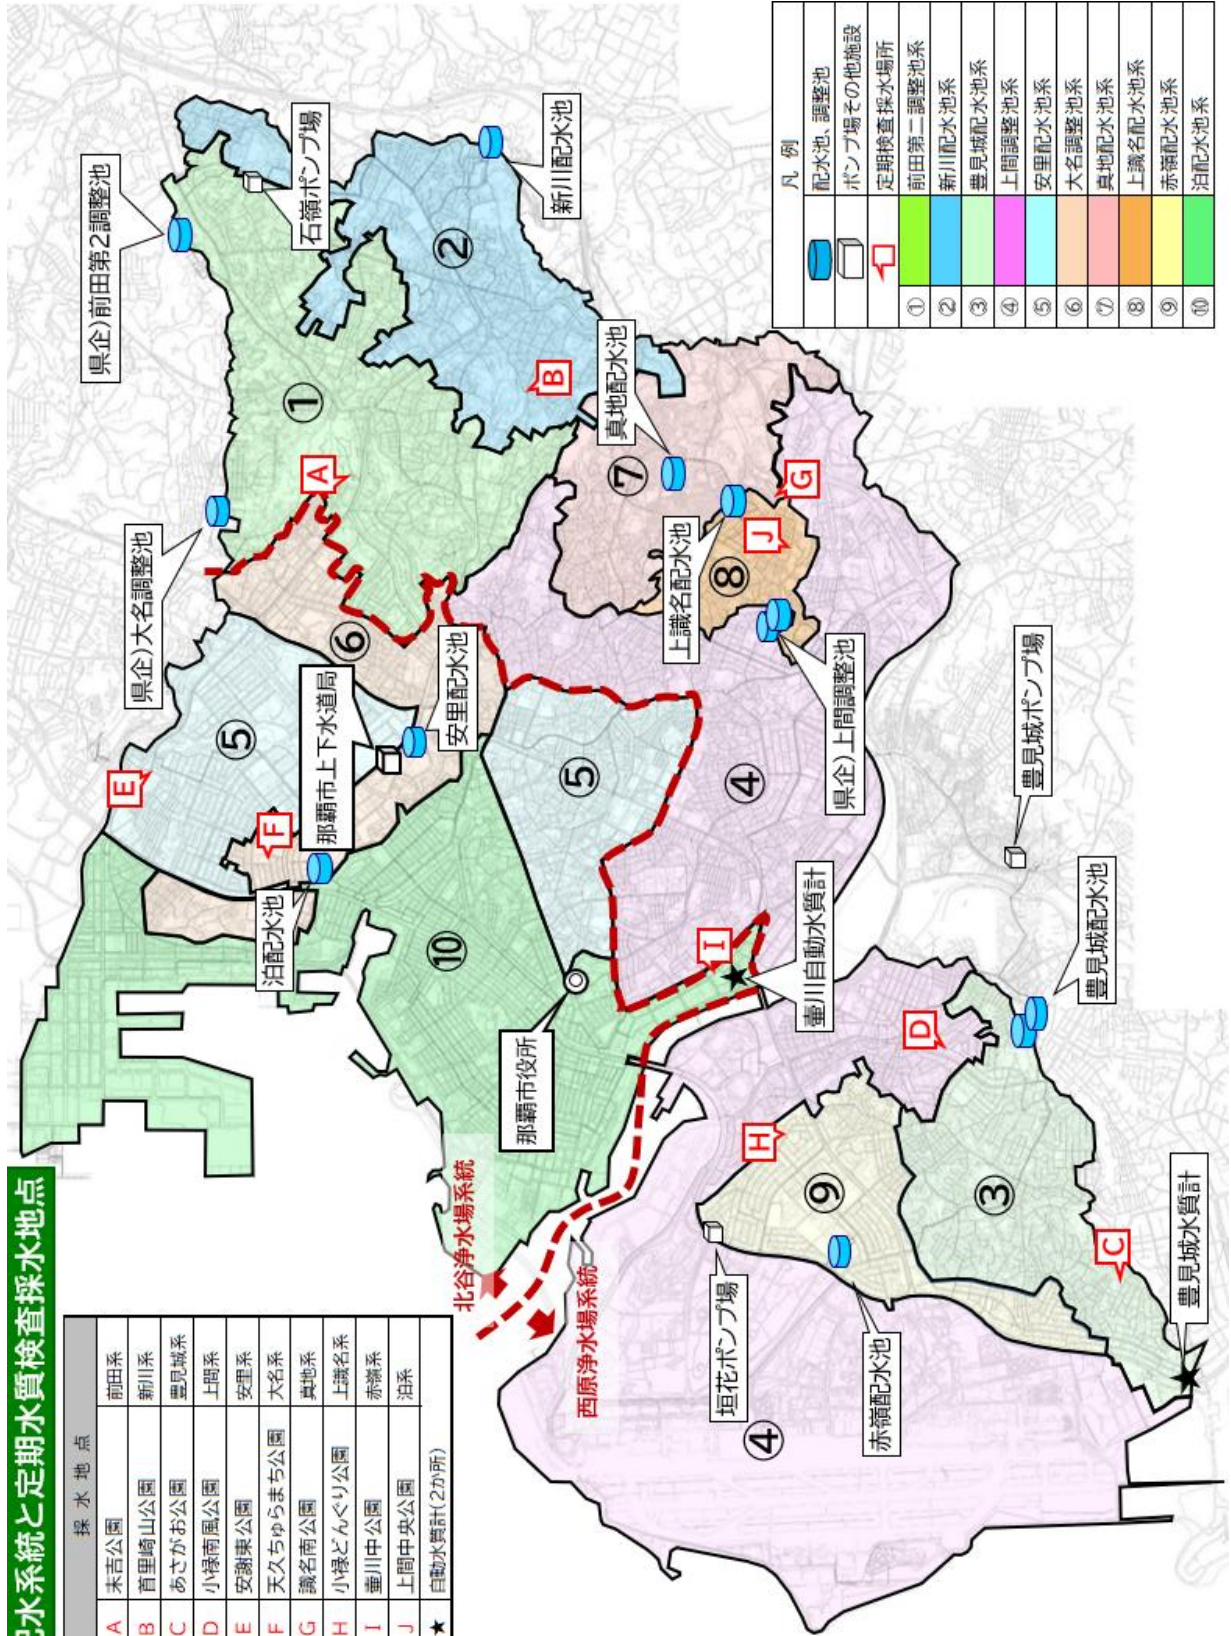 水系統と定期水質検査採水地点
採水地点
A 末吉公園 前田系
B 首里崎山公園 新川系
C あさがお公園 豊見城系
D 小禄南風公園 上間系
E 安謝東公園 安里系
F 天久ちゅらまち公園 大名系
G 識名南公園 真地系
H 小禄どんぐり公園 上識名系
I 壷川中公園 赤嶺系
J 上間中央公園 泊系
★ 自動水質計(2か所)
北谷浄水場系統
西原浄水場系統
県企)前田第2調整池
石嶺ポンプ場
新川配水池
県企)大名調整池
真地配水池
上識名配水池
県企)上間調整池
安里配水池
那覇市上下水道局
泊配水池
那覇市役所
壷川自動水質計
豊見城ポンプ場
豊見城配水池
豊見城水質計
垣花ポンプ場
赤嶺配水池
①
②
③
④
④
⑤
⑤
⑥
⑦
⑧
⑨
⑩
A
B
C
D
E
F
G
H
I
J
凡例
配水池、調整池
ポンプ場その他施設
定期検査採水場所
① 前田第二調整池系
② 新川配水池系
③ 豊見城配水池系
④ 上間調整池系
⑤ 安里配水池系
⑥ 大名調整池系
⑦ 真地配水池系
⑧ 上識名配水池系
⑨ 赤嶺配水池系
⑩ 泊配水池系